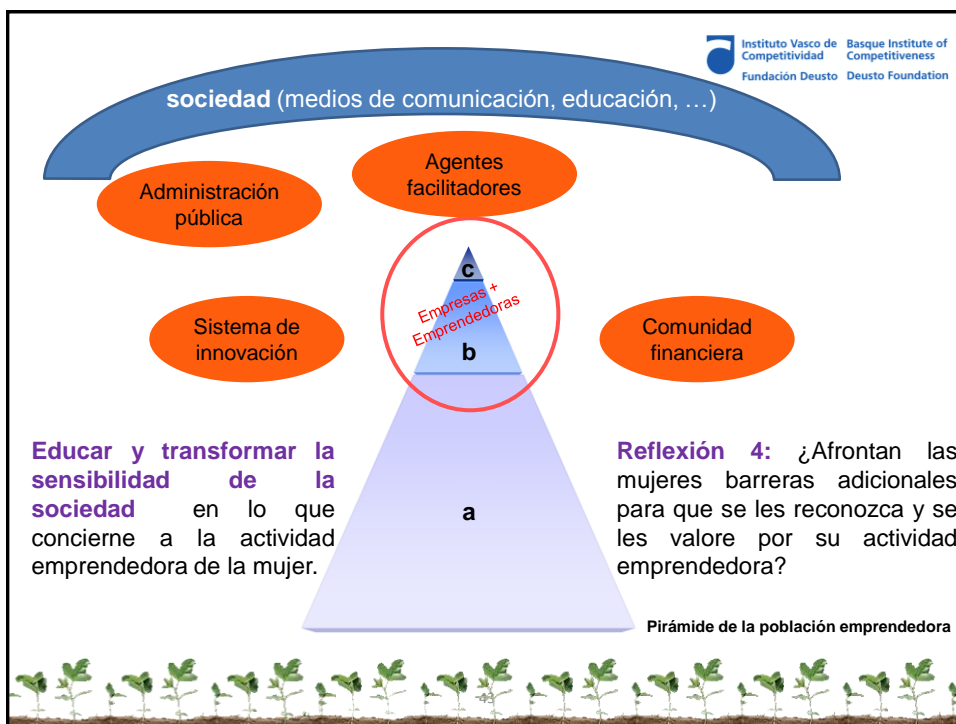 Instituto Vasco de Competitividad
Fundación Deusto
Basque Institute of Competitiveness
Deusto Foundation
sociedad (medios de comunicación, educación, …)
Agentes
facilitadores
Administración
pública
c
Empresas +
Emprendedoras
Sistema de
innovación
b
Comunidad
financiera
Educar y transformar la
sensibilidad de la
sociedad en lo que
concierne a la actividad
emprendedora de la mujer.
a
Reflexión 4: ¿Afrontan las
mujeres barreras adicionales
para que se les reconozca y se
les valore por su actividad
emprendedora?
Pirámide de la población emprendedora